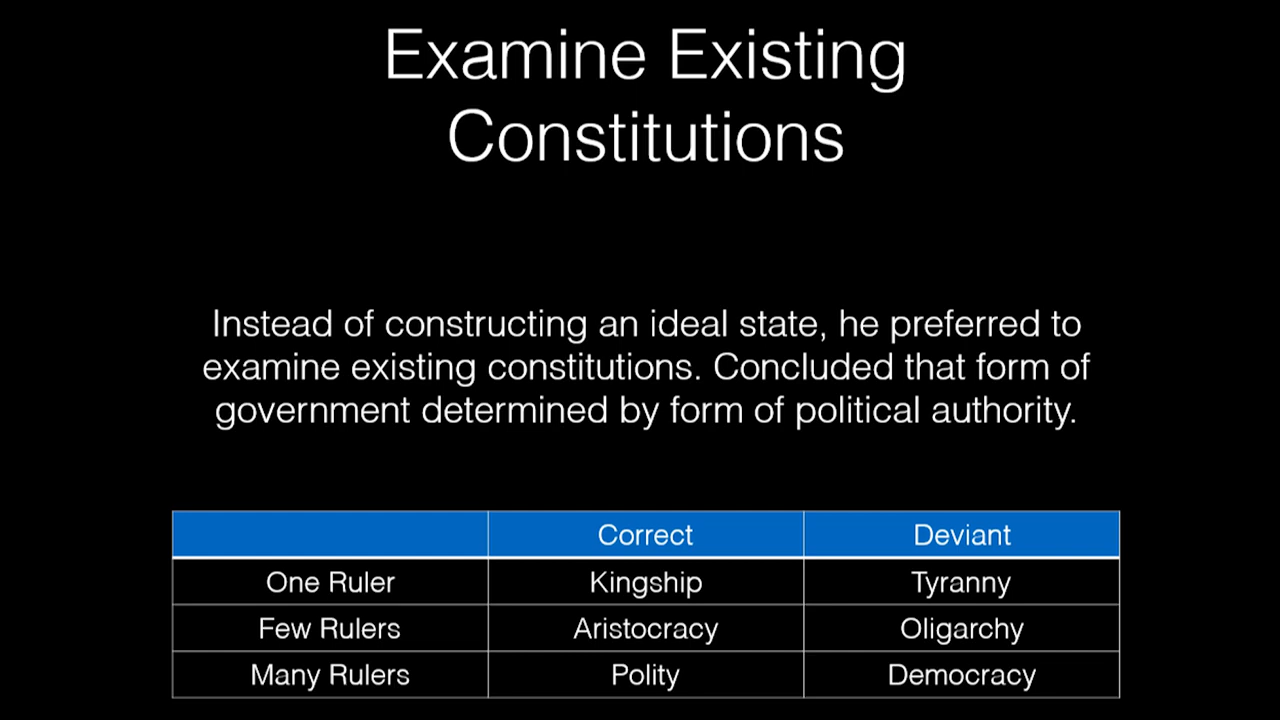 Examine Existing
Constitutions
Instead of constructing an ideal state, he preferred to
examine existing constitutions. Concluded that form of
government determined by form of political authority.
Correct Deviant
One Ruler Kingship Tyranny
Few Rulers Aristocracy Oligarchy
Many Rulers Polity Democracy